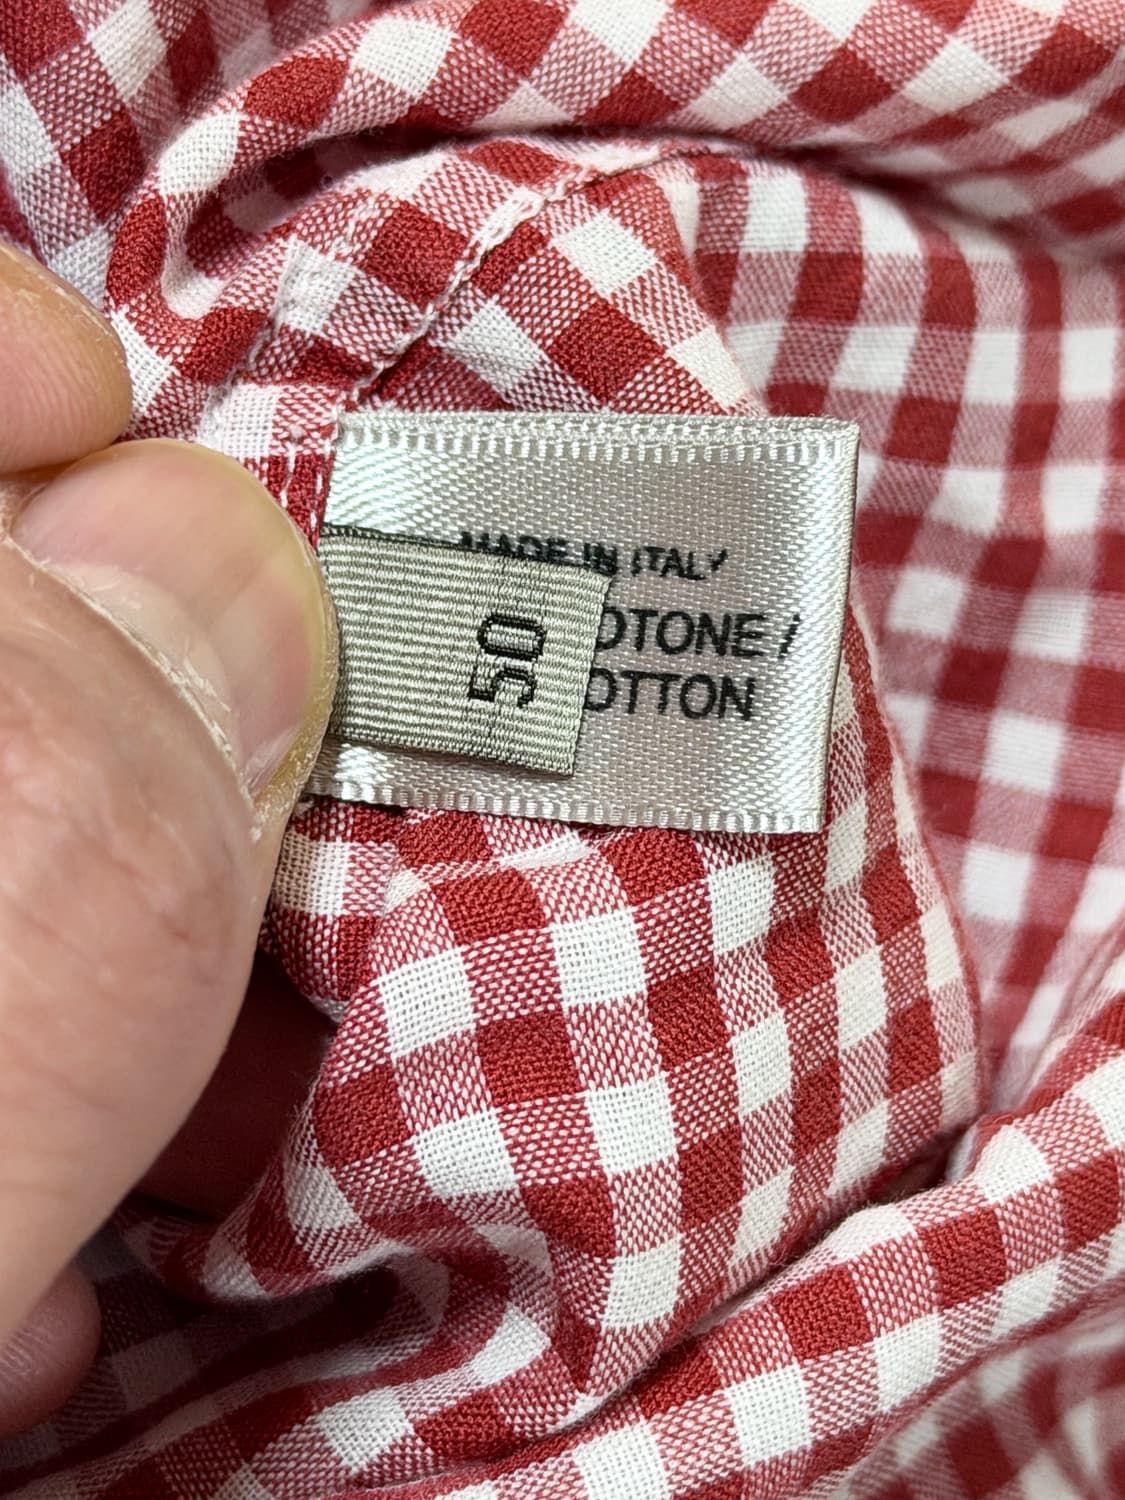 MADE IN ITALY
OTONE /
OTTON
50